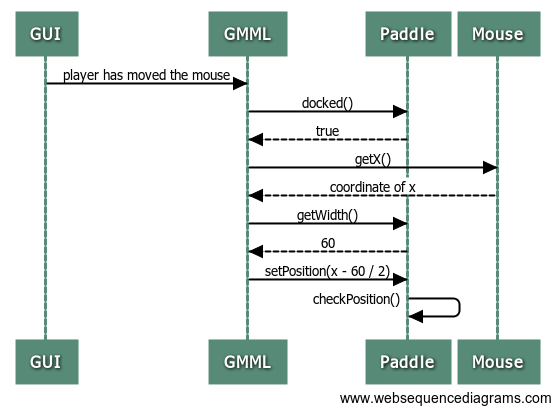 GUI GMML Paddle Mouse
player has moved the mouse
docked()
true
getX()
coordinate of x
getWidth()
60
setPosition(x - 60 / 2)
checkPosition()
GUI GMML Paddle Mouse
www.websequencediagrams.com